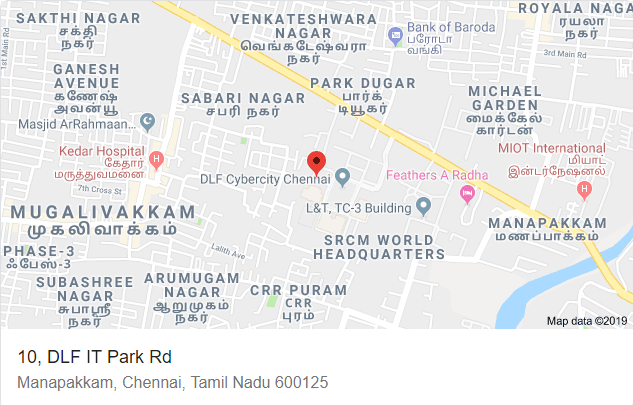 SAKTHI NAGAR
சக்தி
நகர்
VENKATESHWARA
NAGAR
வெங்கடேஷ்வரா
நகர்
Bank of Baroda
பரோடா
வங்கி
ROYALA NAGA
ரயலா
நகர்
1st Main Rd
3rd Main Rd
GANESH
AVENUE
கணேஷ்
அவன்யூ
SABARI NAGAR
சபரி நகர்
PARK DUGAR
பார்க்
டியூகர்
MICHAEL
GARDEN
மைக்கேல்
கார்டன்
Masjid ArRahmaan...
Kedar Hospital
கேதார்
மருத்துவமனை
7th Cross St
DLF Cybercity Chennai
Feathers A Radha
MIOT International
மியாட்
இன்டர்நேஷனல்
L&T, TC-3 Building
MUGALIVAKKAM
முகலிவாக்கம்
MANAPAKKAM
மணப்பாக்கம்
SRCM WORLD
HEADQUARTERS
PHASE-3
ஃபேஸ்-3
Lalith Ave
SUBASHREE
NAGAR
சுபாஸ்ரீ
நகர்
ARUMUGAM
NAGAR
ஆறுமுகம்
நகர்
CRR PURAM
CRR
புரம்
Map data ©2019
10, DLF IT Park Rd
Manapakkam, Chennai, Tamil Nadu 600125